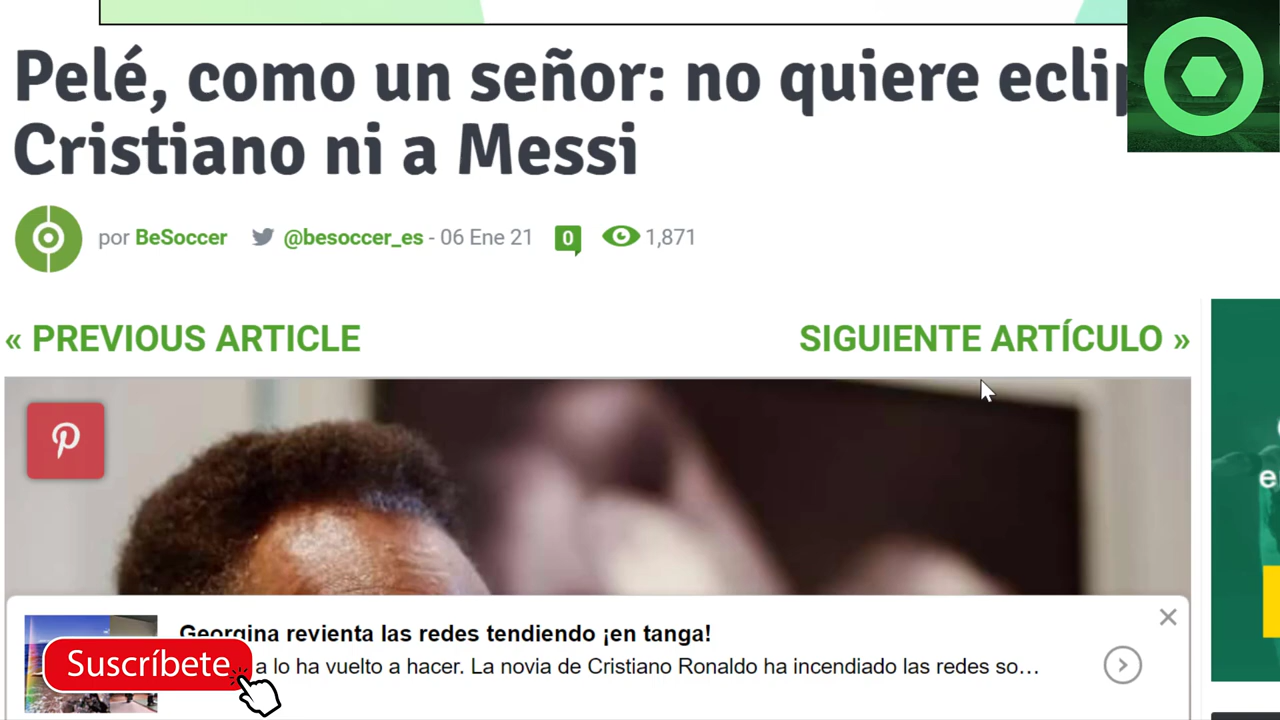 Pelé, como un señor: no quiere
Cristiano ni a Messi
por BeSoccer @besoccer_es - 06 Ene 21 0 1,871
« PREVIOUS ARTICLE
SIGUIENTE ARTÍCULO »
Georgina revienta las redes tendiendo ¡en tanga!
a lo ha vuelto a hacer. La novia de Cristiano Ronaldo ha incendiado las redes so…
Suscríbete